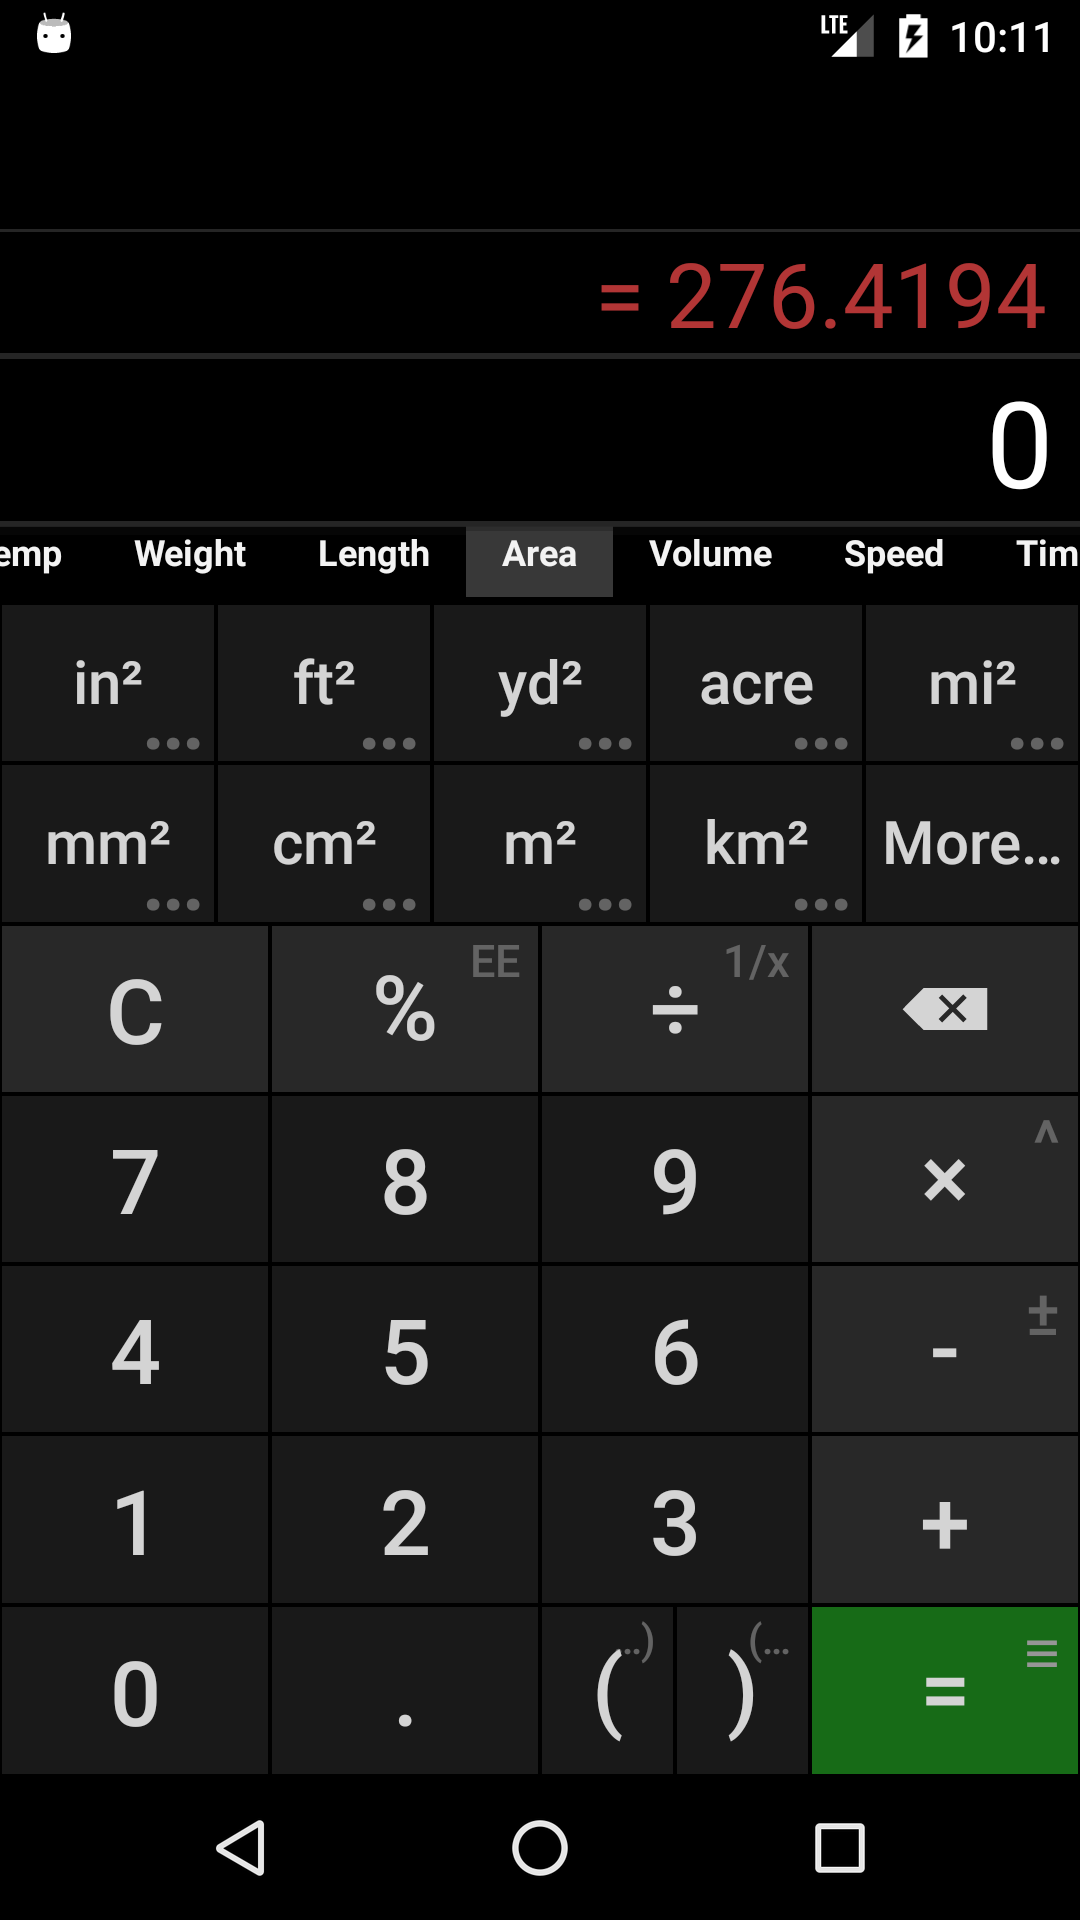 LTE 10:11
= 276.4194
0
emp Weight Length Area Volume Speed Tim
in² ft² yd² acre mi²
mm² cm² m² km² More...
C % EE ÷ 1/x
7 8 9 × ^
4 5 6 - ±
1 2 3 +
0 . ( ..) ) (... =